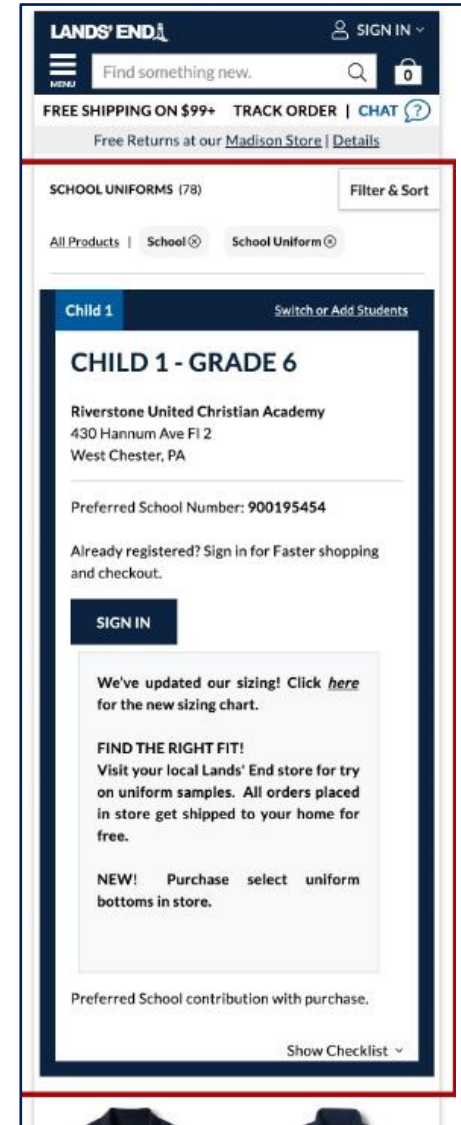 LANDS' END
SIGN IN
MENU
Find something new.
0
FREE SHIPPING ON $99+ TRACK ORDER | CHAT ?
Free Returns at our Madison Store | Details
SCHOOL UNIFORMS (78)
Filter & Sort
All Products | School School Uniform
Child 1
Switch or Add Students
CHILD 1 - GRADE 6
Riverstone United Christian Academy
430 Hannum Ave Fl 2
West Chester, PA
Preferred School Number: 900195454
Already registered? Sign in for Faster shopping
and checkout.
SIGN IN
We've updated our sizing! Click here
for the new sizing chart.
FIND THE RIGHT FIT!
Visit your local Lands' End store for try
on uniform samples. All orders placed
in store get shipped to your home for
free.
NEW! Purchase select uniform
bottoms in store.
Preferred School contribution with purchase.
Show Checklist